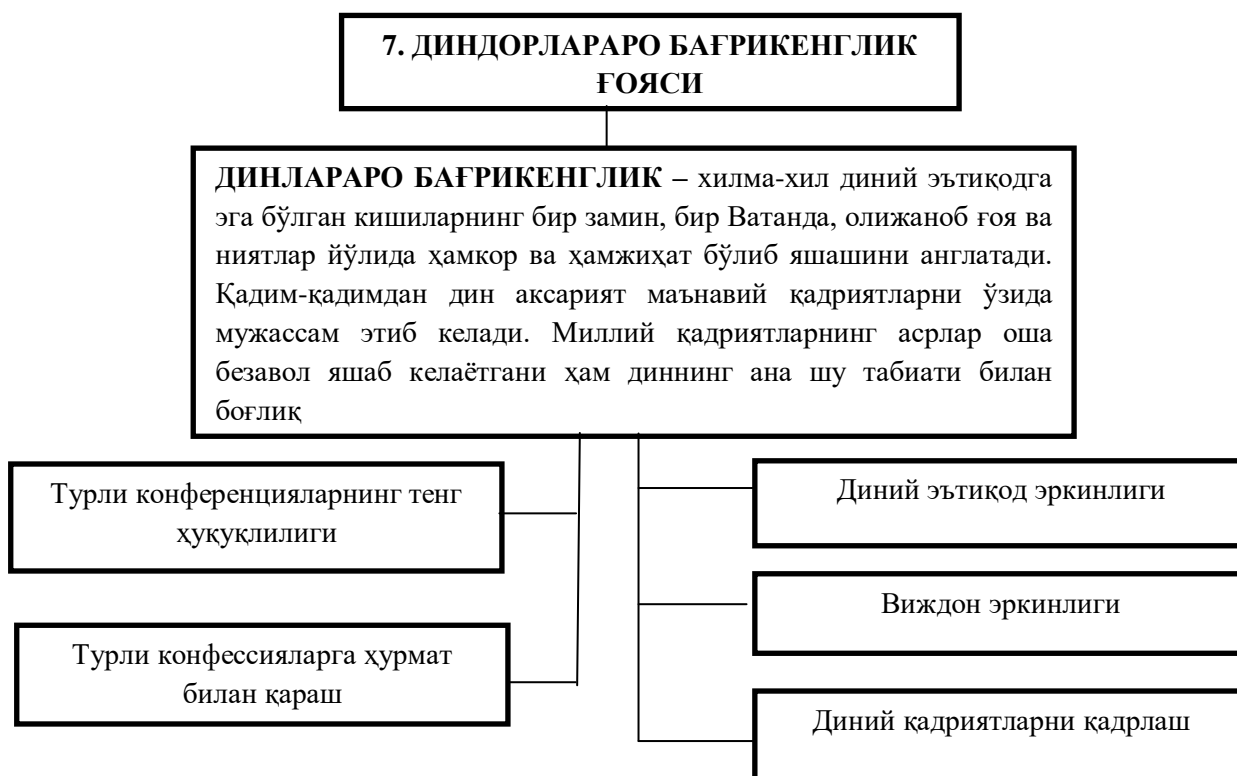 7. ДИНДОРЛАРАРО БАҒРИКЕНГЛИК
ҒОЯСИ
ДИНЛАРАРО БАҒРИКЕНГЛИК – хилма-хил диний эътиқодга
эга бўлган кишиларнинг бир замин, бир Ватанда, олижаноб ғоя ва
ниятлар йўлида ҳамкор ва ҳамжиҳат бўлиб яшашини англатади.
Қадим-қадимдан дин аксарият маънавий қадриятларни ўзида
мужассам этиб келади. Миллий қадриятларнинг асрлар оша
безавол яшаб келаётгани ҳам диннинг ана шу табиати билан
боғлиқ
Турли конференцияларнинг тенг
ҳуқуқлилиги
Турли конфессияларга ҳурмат
билан қараш
Диний эътиқод эркинлиги
Виждон эркинлиги
Диний қадриятларни қадрлаш